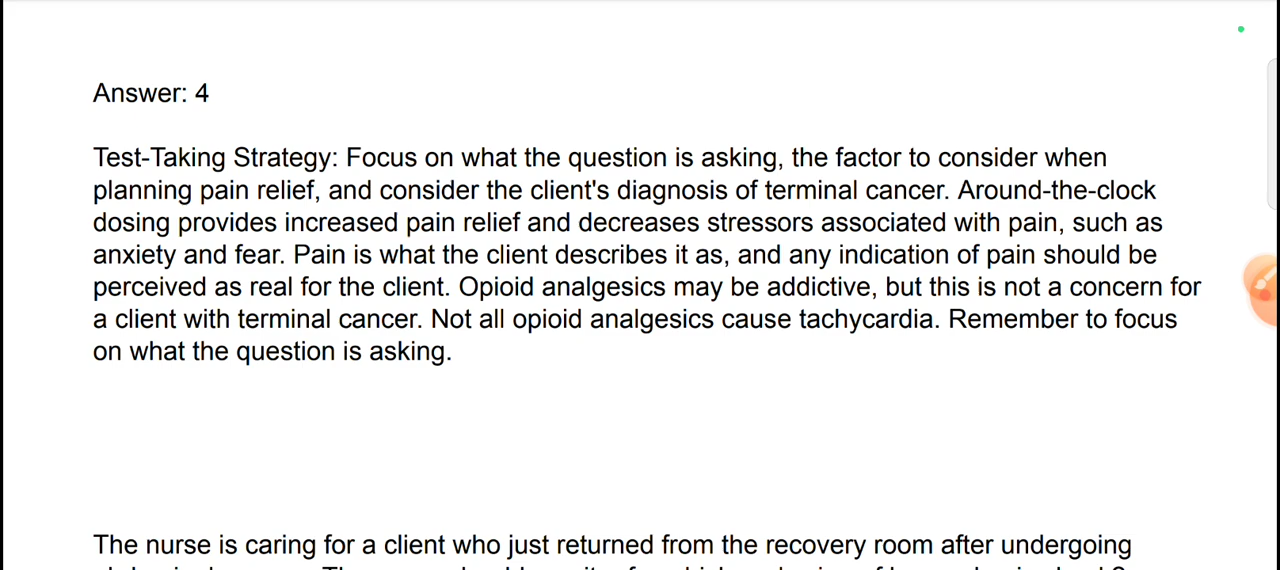 Answer: 4
Test-Taking Strategy: Focus on what the question is asking, the factor to consider when
planning pain relief, and consider the client's diagnosis of terminal cancer. Around-the-clock
dosing provides increased pain relief and decreases stressors associated with pain, such as
anxiety and fear. Pain is what the client describes it as, and any indication of pain should be
perceived as real for the client. Opioid analgesics may be addictive, but this is not a concern for
a client with terminal cancer. Not all opioid analgesics cause tachycardia. Remember to focus
on what the question is asking.
The nurse is caring for a client who just returned from the recovery room after undergoing